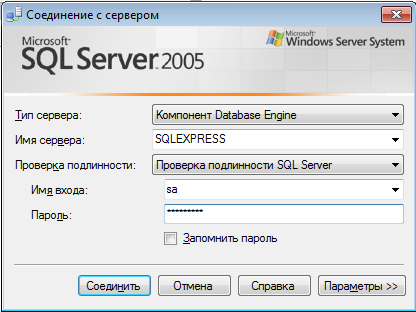 Соединение с сервером
Microsoft
SQL Server 2005
Microsoft
Windows Server System
Тип сервера: Компонент Database Engine
Имя сервера: SQLEXPRESS
Проверка подлинности: Проверка подлинности SQL Server
Имя входа: sa
Пароль: *********
Запомнить пароль
Соединить Отмена Справка Параметры >>